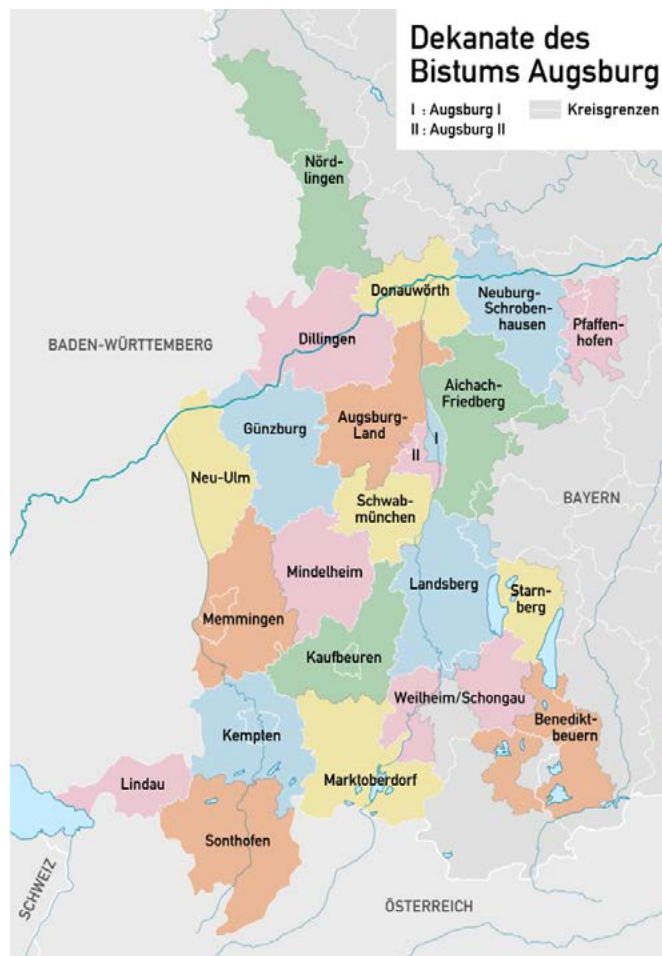 Dekanate des
Bistums Augsburg
I : Augsburg I
II : Augsburg II
Kreisgrenzen
Nörd-
lingen
Donauwörth
Neuburg-
Schroben-
hausen
Pfaffen-
hofen
Dillingen
BADEN-WÜRTTEMBERG
Aichach-
Friedberg
Augsburg-
Land
Günzburg
I
II
Neu-Ulm
Schwab-
münchen
BAYERN
Mindelheim
Landsberg
Starn-
berg
Memmingen
Kaufbeuren
Weilheim/Schongau
Benedikt-
beuern
Kempten
Lindau
Marktoberdorf
Sonthofen
SCHWEIZ
ÖSTERREICH